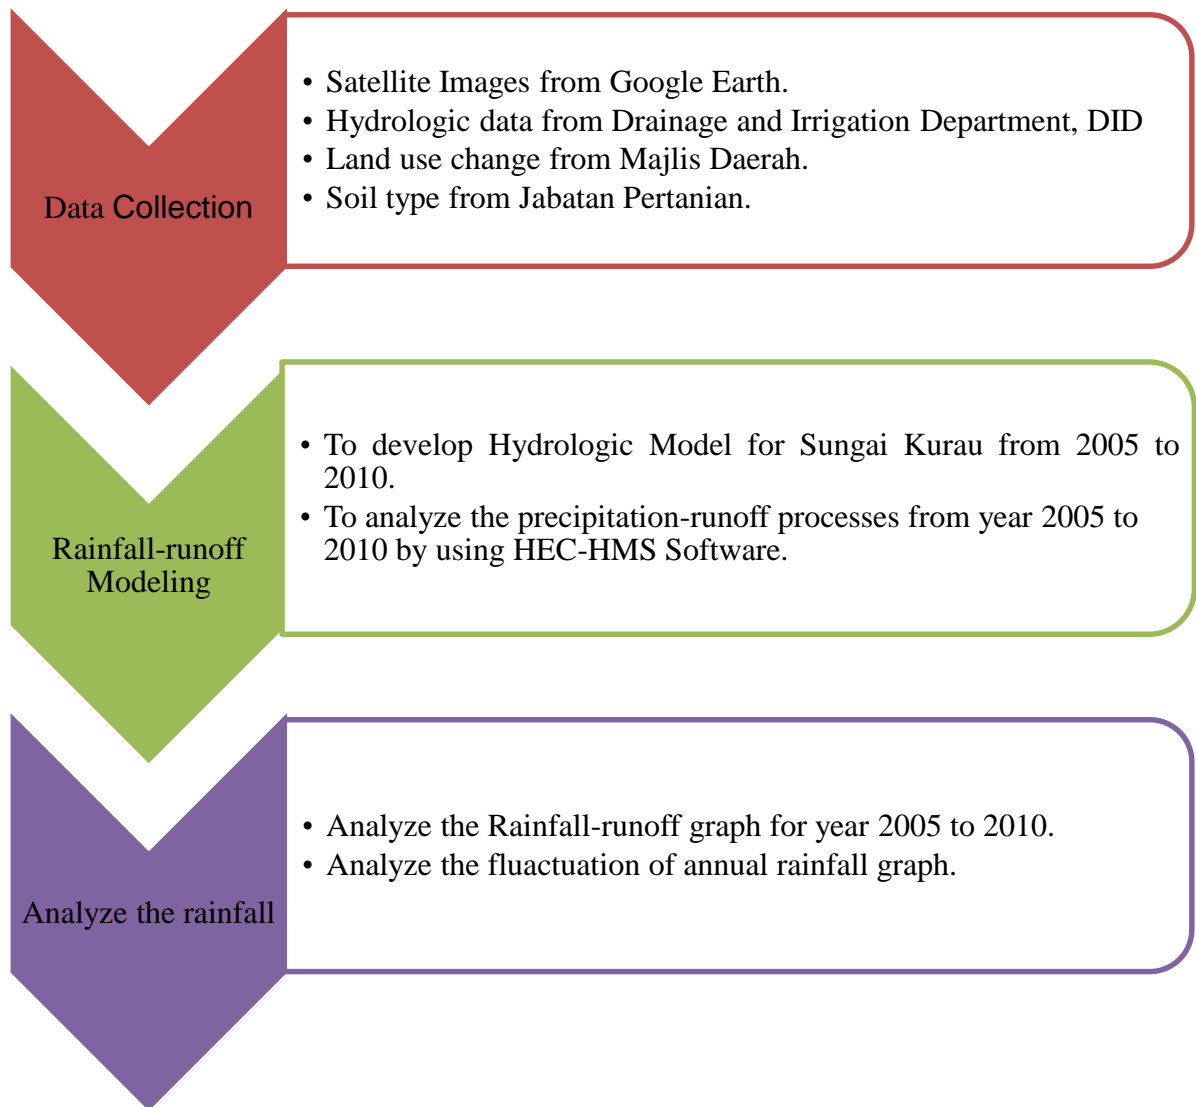 Data Collection
• Satellite Images from Google Earth.
• Hydrologic data from Drainage and Irrigation Department, DID
• Land use change from Majlis Daerah.
• Soil type from Jabatan Pertanian.
Rainfall-runoff
Modeling
• To develop Hydrologic Model for Sungai Kurau from 2005 to
2010.
• To analyze the precipitation-runoff processes from year 2005 to
2010 by using HEC-HMS Software.
Analyze the rainfall
• Analyze the Rainfall-runoff graph for year 2005 to 2010.
• Analyze the fluactuation of annual rainfall graph.